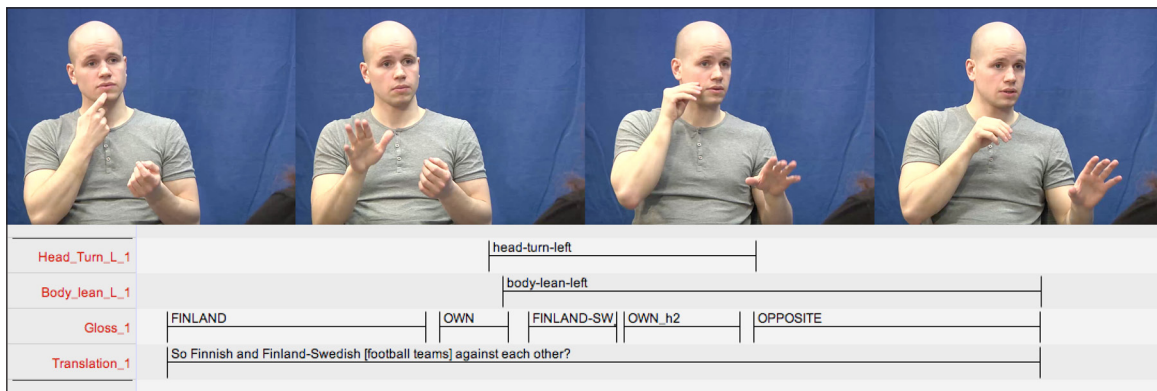 Head_Turn_L_1 head-turn-left
Body_lean_L_1 body-lean-left
Gloss_1 FINLAND OWN FINLAND-SW. OWN_h2 OPPOSITE
Translation_1 So Finnish and Finland-Swedish [football teams] against each other?